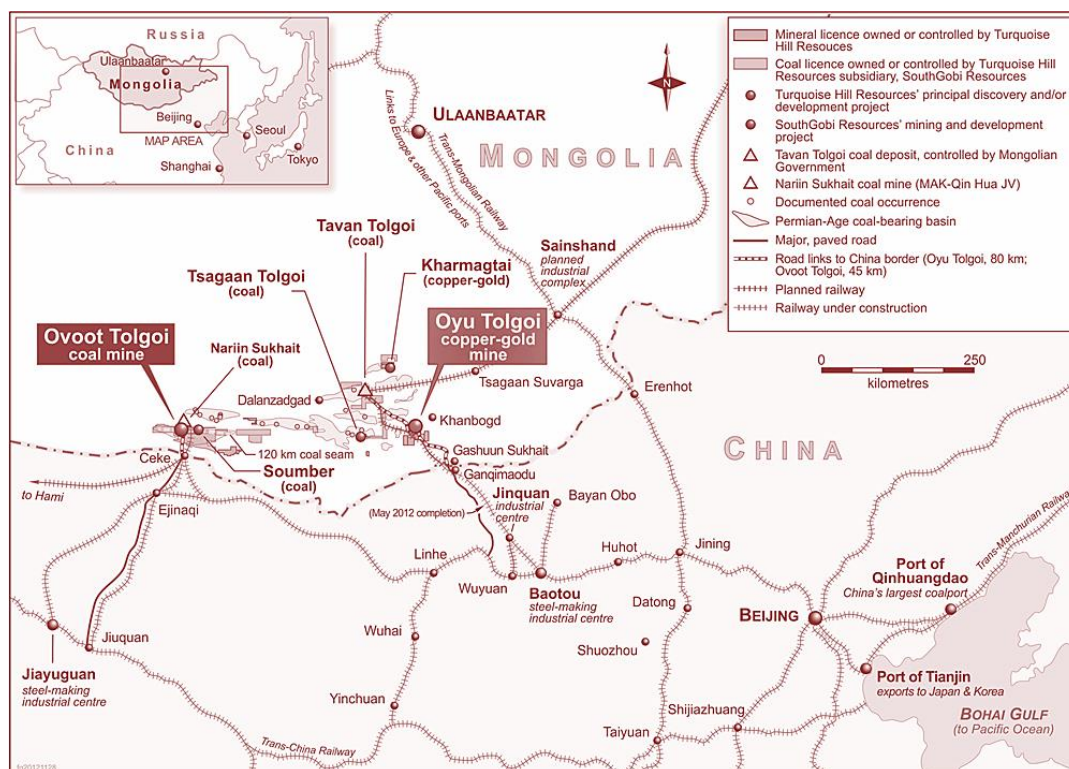 Russia
Ulaanbaatar
Mongolia
Beijing
MAP AREA
Seoul
China
Shanghai
Tokyo
Mineral licence owned or controlled by Turquoise
Hill Resouces
Coal licence owned or controlled by Turquoise Hill
Resources subsidiary, SouthGobi Resources
Turquoise Hill Resources' principal discovery and/or
development project
SouthGobi Resources' mining and development
project
Tavan Tolgoi coal deposit, controlled by Mongolian
Government
Nariin Sukhait coal mine (MAK-Qin Hua JV)
Documented coal occurrence
Permian-Age coal-bearing basin
Major, paved road
Road links to China border (Oyu Tolgoi, 80 km;
Ovoot Tolgoi, 45 km)
Planned railway
Railway under construction
0 250
kilometres
ULAANBAATAR
MONGOLIA
Links to Europe & other Pacific ports
Trans-Mongolian Railway
Tavan Tolgoi
(coal)
Sainshand
planned
industrial
complex
Kharmagtai
(copper-gold)
Tsagaan Tolgoi
(coal)
Ovoot Tolgoi
coal mine
Nariin Sukhait
(coal)
Oyu Tolgoi
copper-gold
mine
Tsagaan Suvarga
Erenhot
Dalanzadgad
Khanbogd
CHINA
120 km coal seam
Gashuun Sukhait
Ceke
Soumber
(coal)
Ganqimaodu
to Hami
Jinquan
industrial
centre
Bayan Obo
Ejinaqi
(May 2012 completion)
Linhe
Huhot
Jining
Wuyuan
Baotou
steel-making
industrial centre
Trans-Manchurian Railway
Port of
Qinhuangdao
China's largest coalport
Datong
BEIJING
Wuhai
Shuozhou
Jiuquan
Jiayuguan
steel-making
industrial centre
Port of Tianjin
exports to Japan & Korea
Yinchuan
Shijiazhuang
BOHAI GULF
(to Pacific Ocean)
Taiyuan
Trans-China Railway